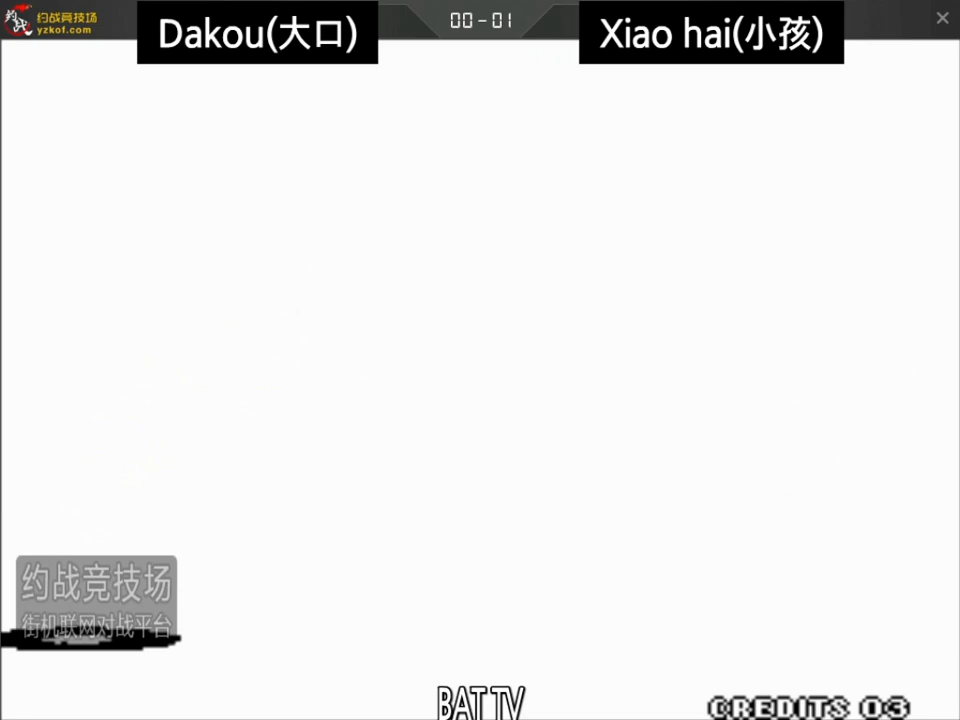 约战竞技场
yzkof.com
Dakou(大口)
00-01
Xiao hai(小孩)
约战竞技场
街机联网对战平台
BAT TV
CREDITS 03